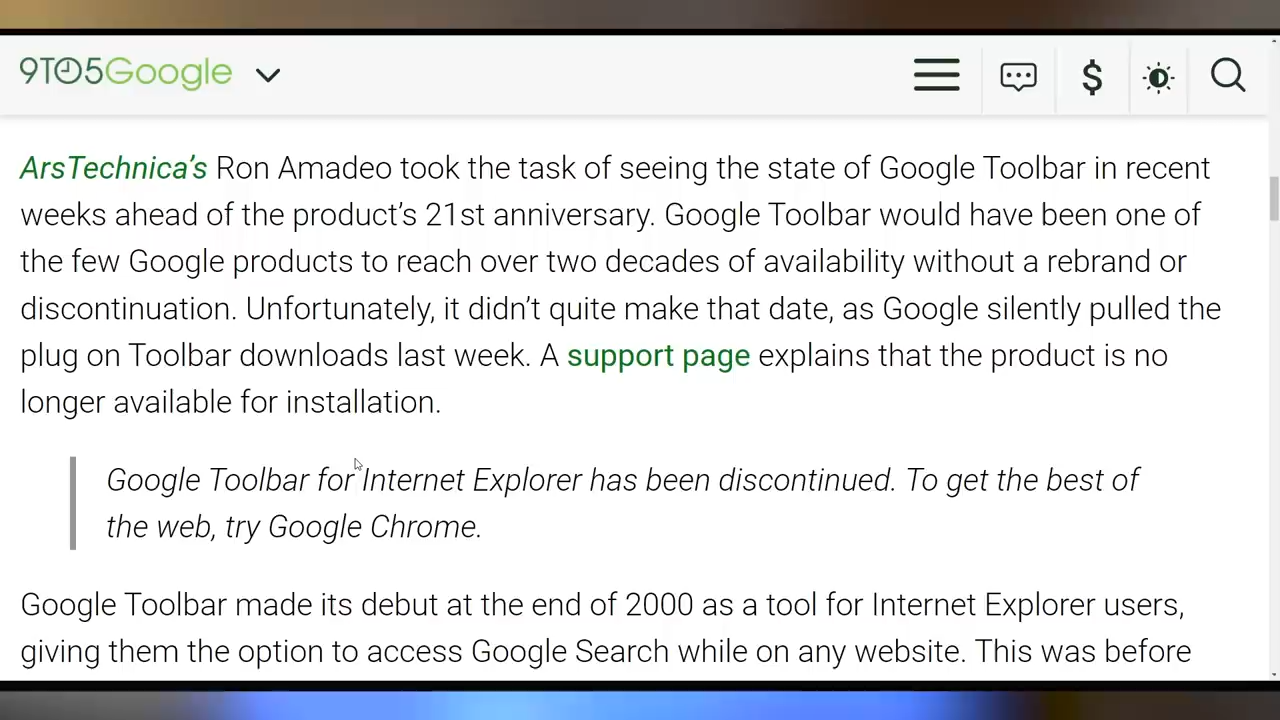 9TO5Google
ArsTechnica's Ron Amadeo took the task of seeing the state of Google Toolbar in recent
weeks ahead of the product's 21st anniversary. Google Toolbar would have been one of
the few Google products to reach over two decades of availability without a rebrand or
discontinuation. Unfortunately, it didn't quite make that date, as Google silently pulled the
plug on Toolbar downloads last week. A support page explains that the product is no
longer available for installation.
Google Toolbar for Internet Explorer has been discontinued. To get the best of
the web, try Google Chrome.
Google Toolbar made its debut at the end of 2000 as a tool for Internet Explorer users,
giving them the option to access Google Search while on any website. This was before